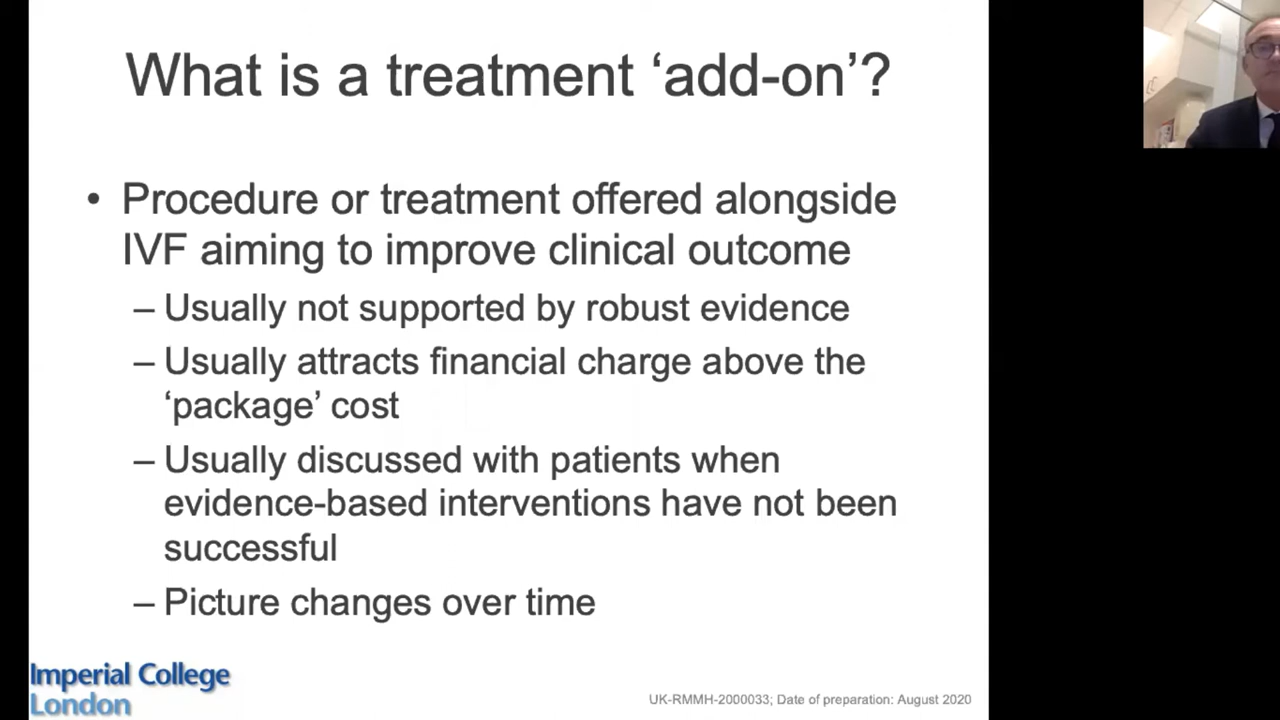 What is a treatment ‘add-on’?
• Procedure or treatment offered alongside
IVF aiming to improve clinical outcome
– Usually not supported by robust evidence
– Usually attracts financial charge above the
‘package’ cost
– Usually discussed with patients when
evidence-based interventions have not been
successful
– Picture changes over time
Imperial College
London
UK-RMMH-2000033; Date of preparation: August 2020